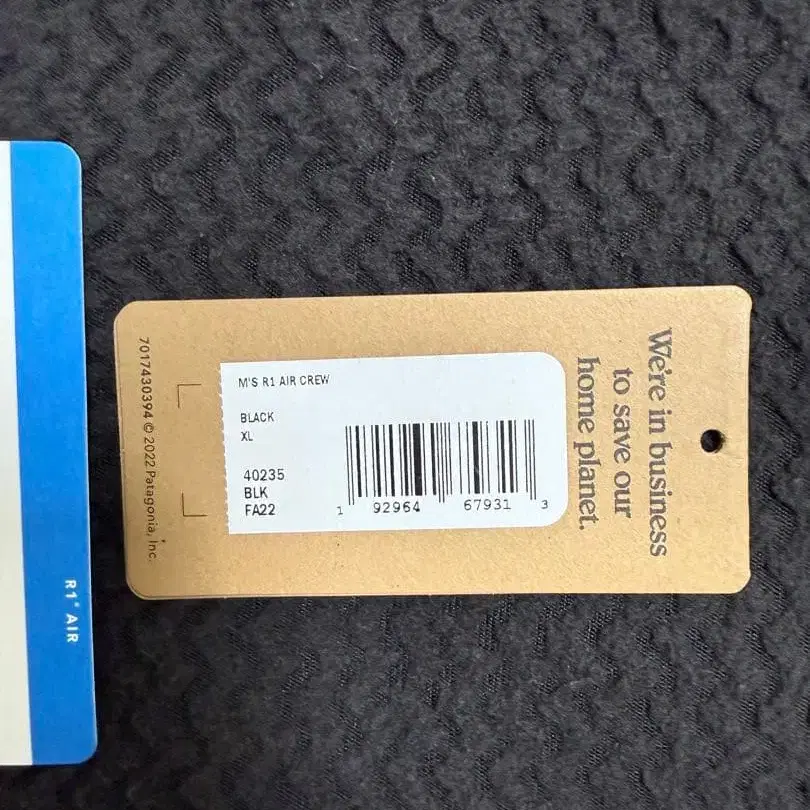 M'S R1 AIR CREW
BLACK
XL
40235
BLK
FA22
1 92964 67931 3
We're in business
to save our
home planet.
7017430394 © 2022 Patagonia, Inc.
R1® AIR